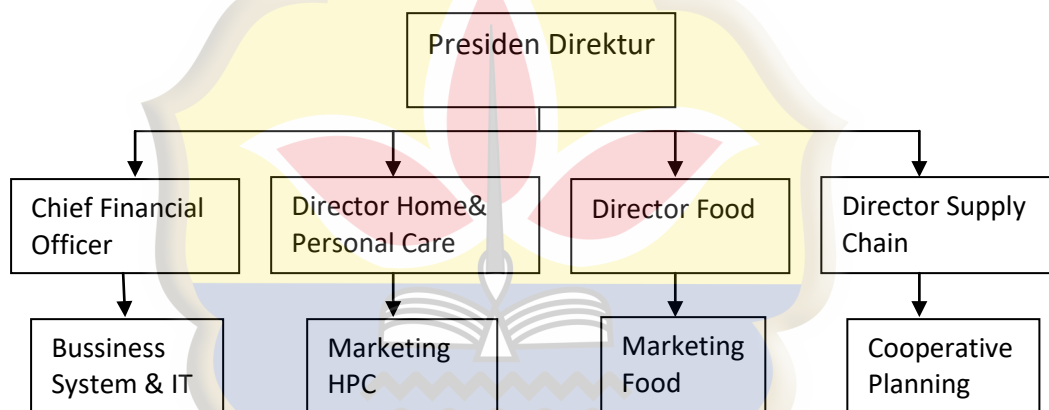 Presiden Direktur
Chief Financial
Officer
Director Home&
Personal Care
Director Food
Director Supply
Chain
Bussiness
System & IT
Marketing
HPC
Marketing
Food
Cooperative
Planning